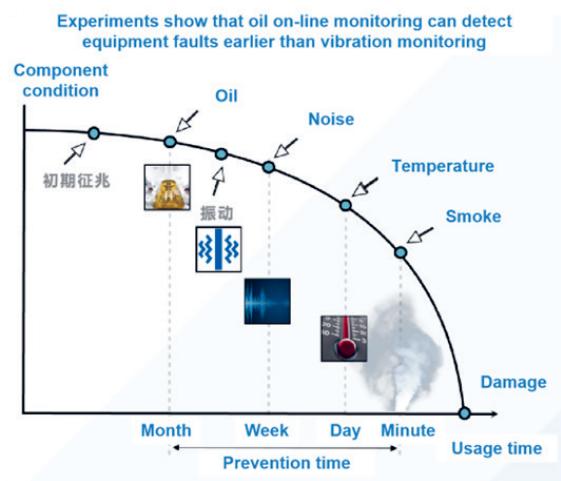 Experiments show that oil on-line monitoring can detect
equipment faults earlier than vibration monitoring
Component
condition
Oil
Noise
初期征兆
振动
Temperature
Smoke
Damage
Month
Week
Day
Minute
Usage time
Prevention time